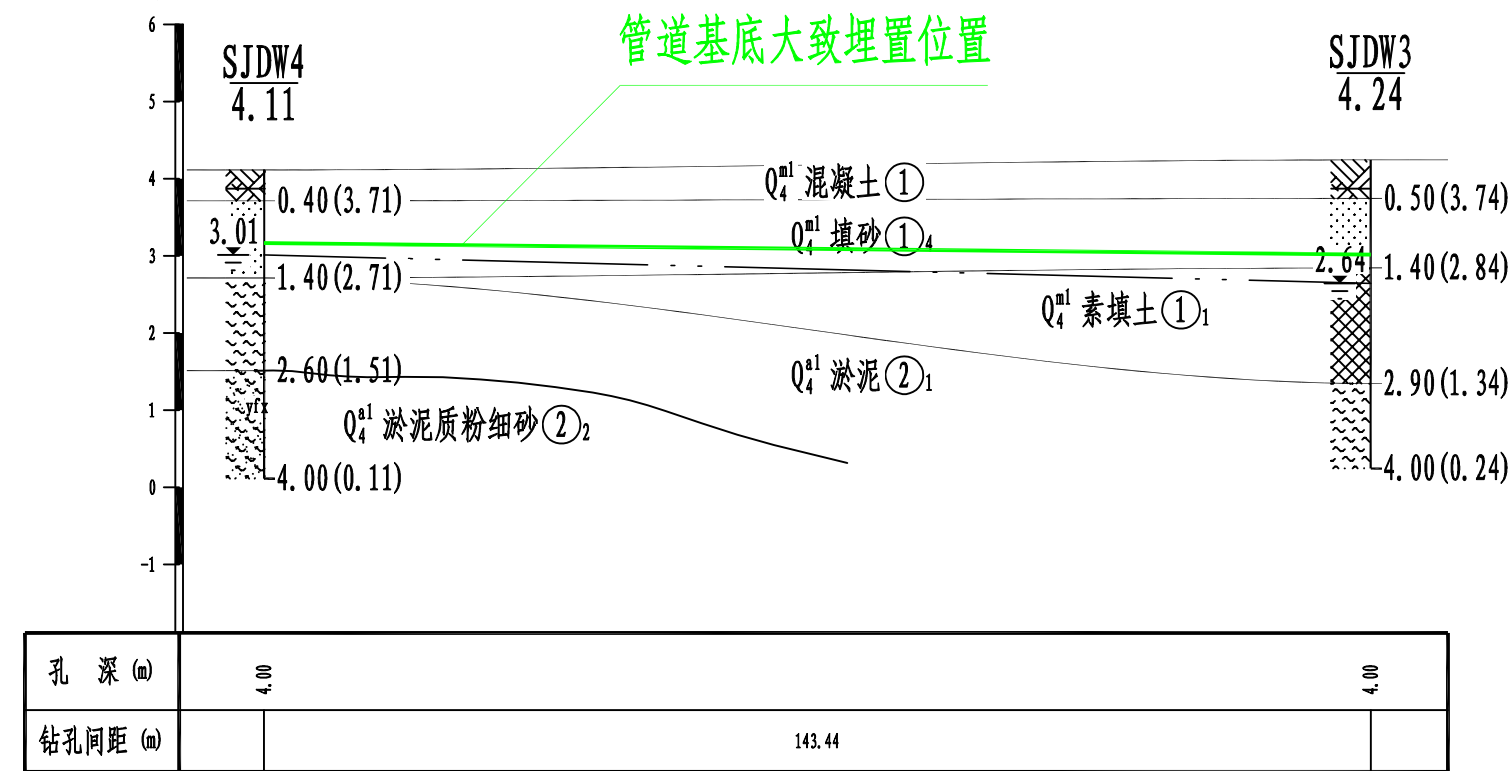 管道基底大致埋置位置
SJDW4
4.11
SJDW3
4.24
6
5
4
3
2
1
0
-1
Q₄ᵐˡ 混凝土①
0.40(3.71)
0.50(3.74)
3.01
Q₄ᵐˡ 填砂①₄
2.64
1.40(2.71)
1.40(2.84)
Q₄ᵐˡ 素填土①₁
2.60(1.51)
Q₄ᵃˡ 淤泥②₁
2.90(1.34)
yfx
Q₄ᵃˡ 淤泥质粉细砂②₂
4.00(0.11)
4.00(0.24)
孔 深 (m)
4.00
4.00
钻孔间距 (m)
143.44